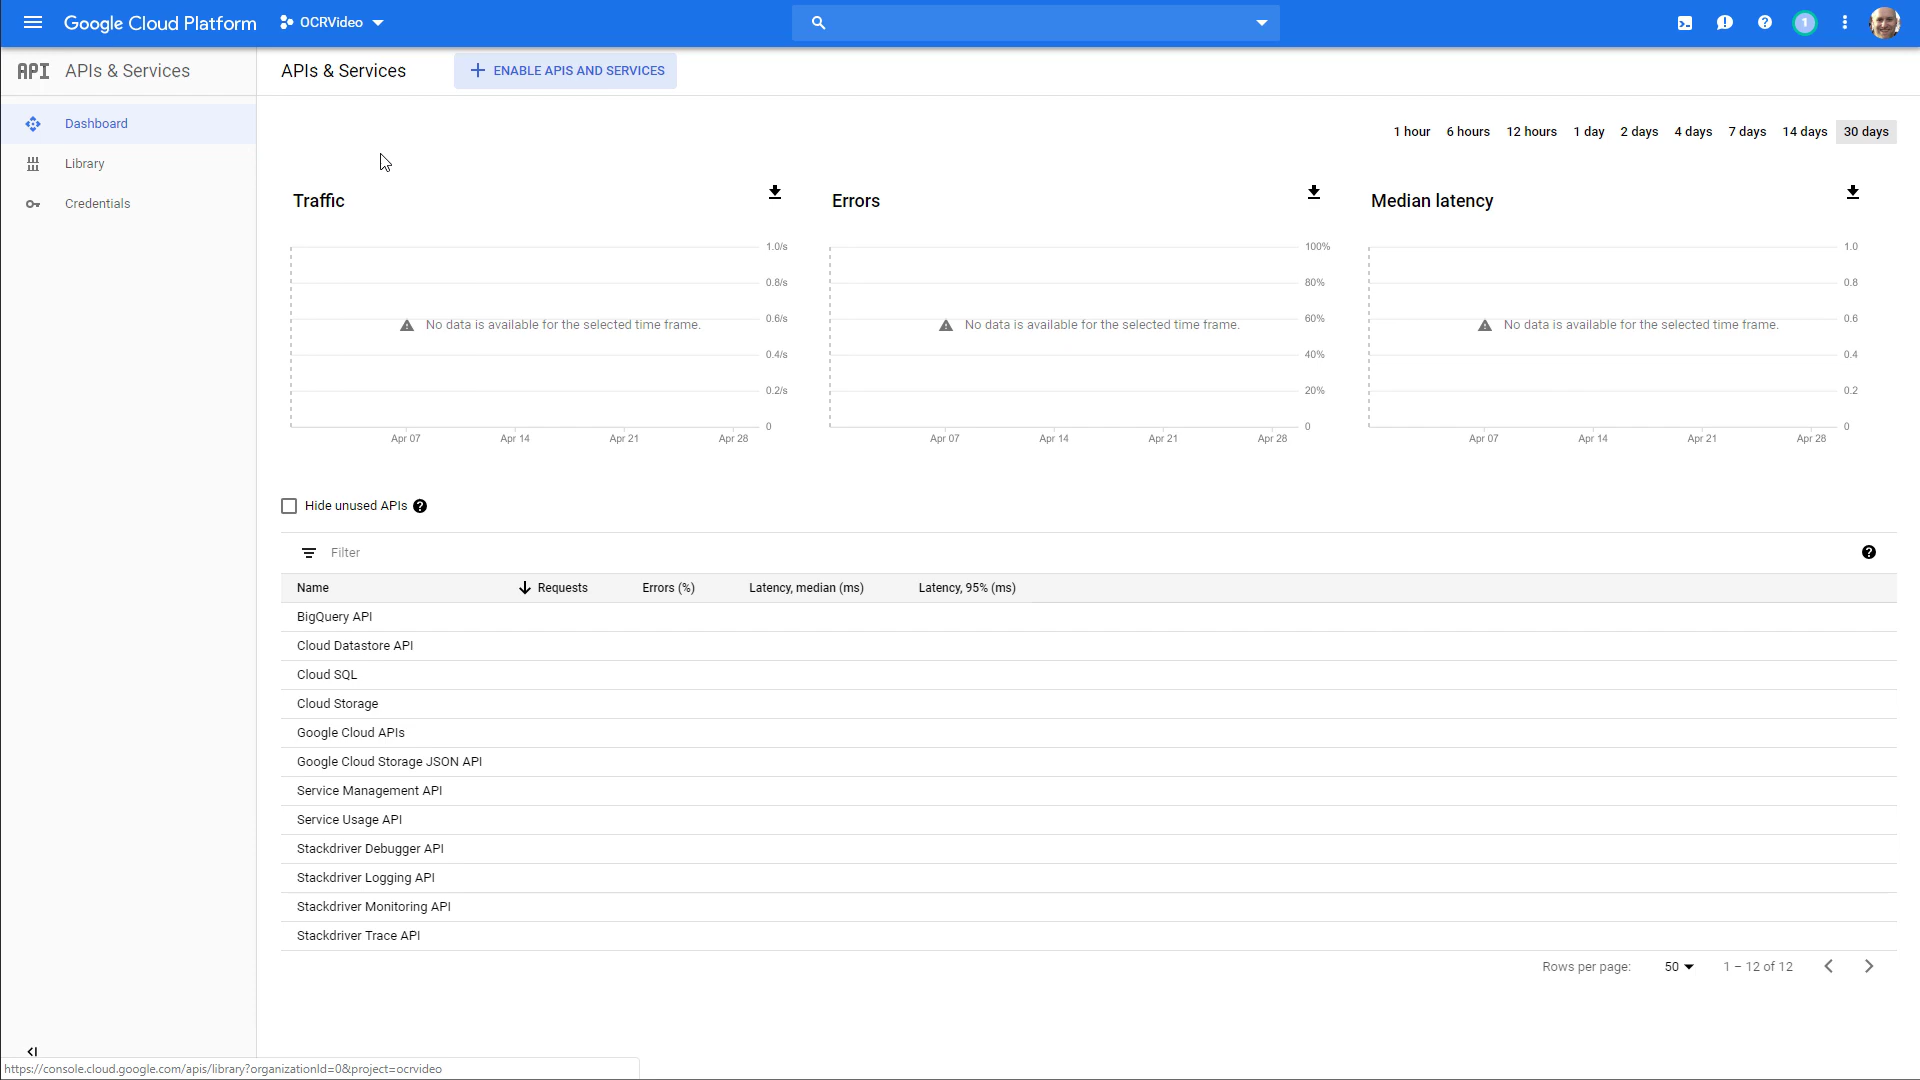 Google Cloud Platform
OCRVideo
1
API
APIs & Services
APIs & Services
ENABLE APIS AND SERVICES
Dashboard
Library
Credentials
1 hour 6 hours 12 hours 1 day 2 days 4 days 7 days 14 days 30 days
Traffic
1.0/s
0.8/s
0.6/s
0.4/s
0.2/s
0
No data is available for the selected time frame.
Apr 07 Apr 14 Apr 21 Apr 28
Errors
100%
80%
60%
40%
20%
0
No data is available for the selected time frame.
Apr 07 Apr 14 Apr 21 Apr 28
Median latency
1.0
0.8
0.6
0.4
0.2
0
No data is available for the selected time frame.
Apr 07 Apr 14 Apr 21 Apr 28
Hide unused APIs
Filter
Name Requests Errors (%) Latency, median (ms) Latency, 95% (ms)
BigQuery API
Cloud Datastore API
Cloud SQL
Cloud Storage
Google Cloud APIs
Google Cloud Storage JSON API
Service Management API
Service Usage API
Stackdriver Debugger API
Stackdriver Logging API
Stackdriver Monitoring API
Stackdriver Trace API
Rows per page: 50 1 – 12 of 12
https://console.cloud.google.com/apis/library?organizationId=0&project=ocrvideo